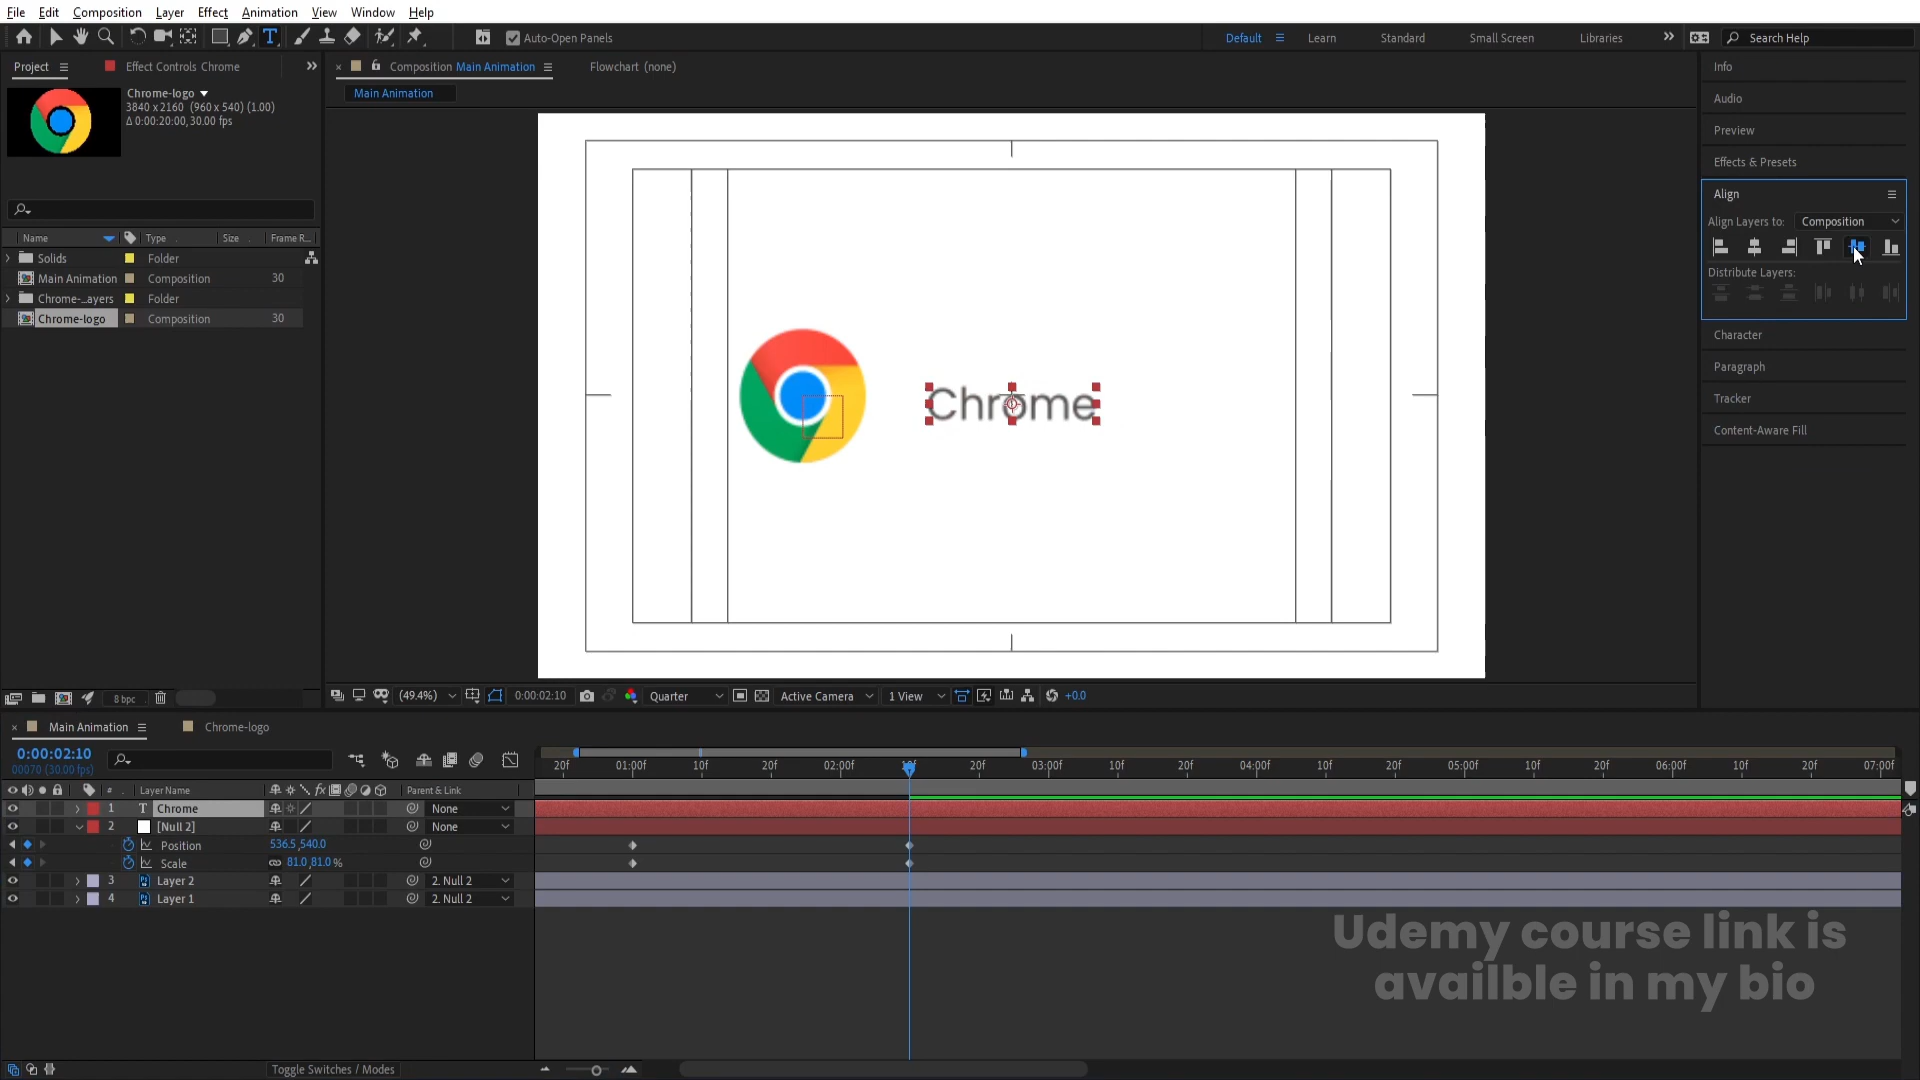 File Edit Composition Layer Effect Animation View Window Help
Auto-Open Panels
Default Learn Standard Small Screen Libraries Search Help
Project Effect Controls Chrome
Composition Main Animation Flowchart (none)
Main Animation
Chrome-logo
3840 x 2160 (960 x 540) (1.00)
Δ 0:00:20:00, 30.00 fps
Name Type Size Frame R...
Solids Folder
Main Animation Composition 30
Chrome-...ayers Folder
Chrome-logo Composition 30
8 bpc
Chrome
(49.4%) 0:00:02:10 Quarter Active Camera 1 View +0.0
Info
Audio
Preview
Effects & Presets
Align
Align Layers to: Composition
Distribute Layers:
Character
Paragraph
Tracker
Content-Aware Fill
Main Animation Chrome-logo
0:00:02:10
00070 (30.00 fps)
20f 01:00f 10f 20f 02:00f 10f 20f 03:00f 10f 20f 04:00f 10f 20f 05:00f 10f 20f 06:00f 10f 20f 07:00f
# Layer Name fx Parent & Link
1 T Chrome None
2 [Null 2] None
Position 536.5,540.0
Scale 81.0,81.0 %
3 Layer 2 2. Null 2
4 Layer 1 2. Null 2
Udemy course link is
availble in my bio
Toggle Switches / Modes